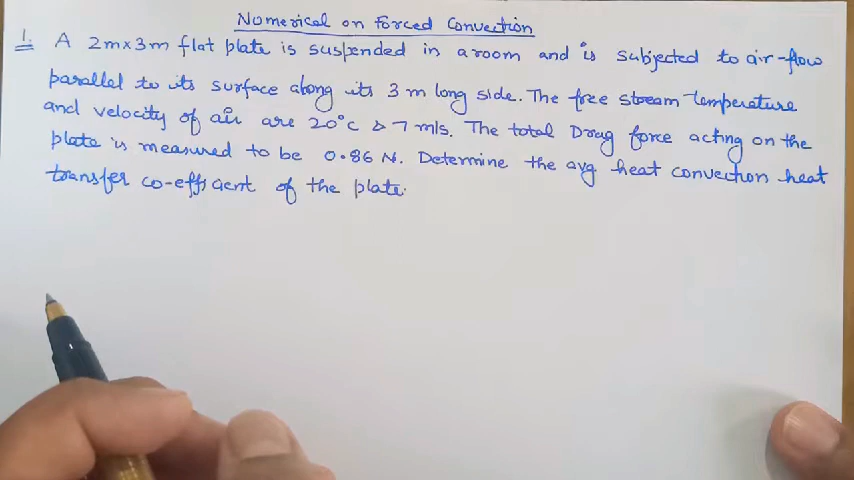 Numerical on Forced Convection
1. A 2m x 3m flat plate is suspended in a room and is subjected to air-flow
parallel to its surface along its 3 m long side. The free stream temperature
and velocity of air are 20°c & 7 m/s. The total Drag force acting on the
plate is measured to be 0.86 N. Determine the avg heat convection heat
transfer co-efficient of the plate.